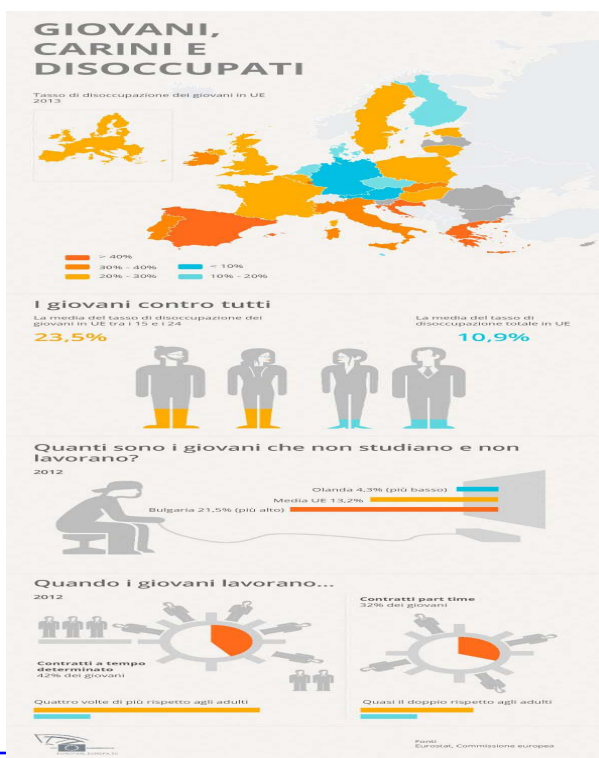 GIOVANI,
CARINI E
DISOCCUPATI
Tasso di disoccupazione dei giovani in UE
2013
> 40%
30% - 40%
20% - 30%
< 10%
10% - 20%
I giovani contro tutti
La media del tasso di disoccupazione dei
giovani in UE tra i 15 e i 24
23,5%
La media del tasso di
disoccupazione totale in UE
10,9%
Quanti sono i giovani che non studiano e non
lavorano?
2012
Olanda 4,3% (più basso)
Media UE 13,2%
Bulgaria 21,5% (più alto)
Quando i giovani lavorano...
2012
Contratti a tempo
determinato
42% dei giovani
Quattro volte di più rispetto agli adulti
Contratti part time
32% dei giovani
Quasi il doppio rispetto agli adulti
Fonti
Eurostat, Commissione europea